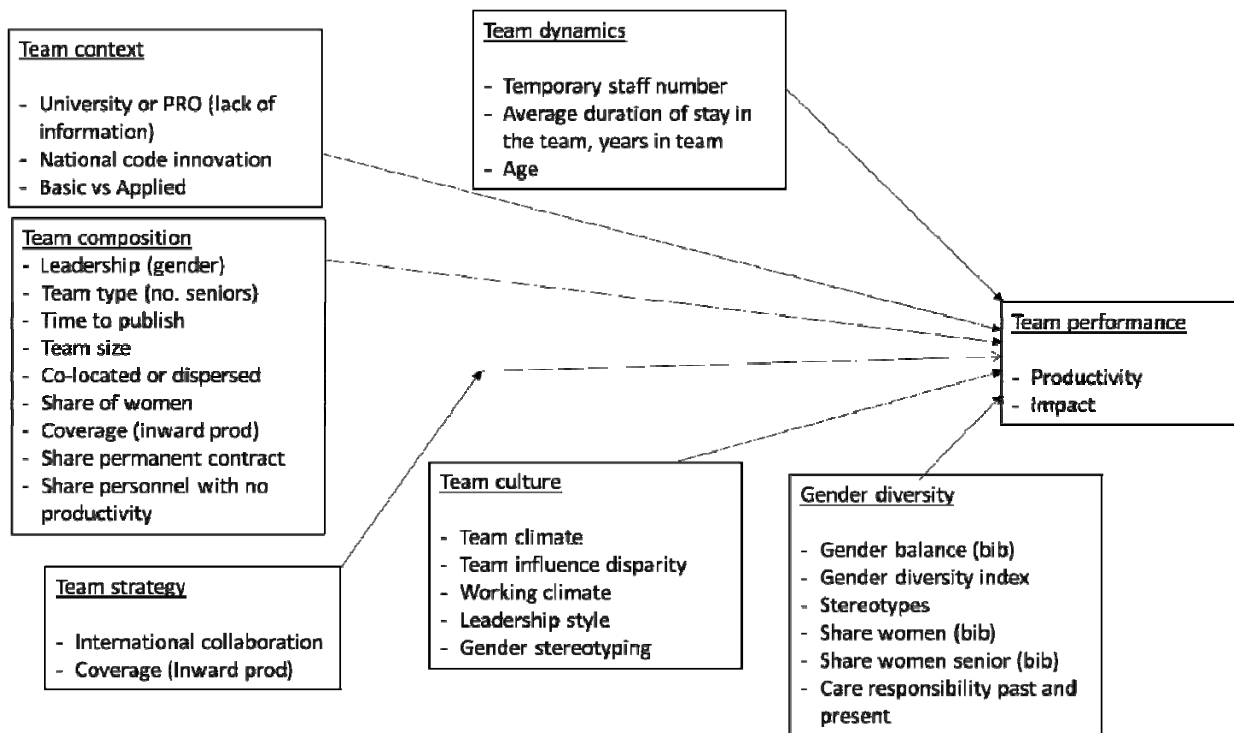 Team context
- University or PRO (lack of
information)
- National code innovation
- Basic vs Applied
Team dynamics
- Temporary staff number
- Average duration of stay in
the team, years in team
- Age
Team composition
- Leadership (gender)
- Team type (no. seniors)
- Time to publish
- Team size
- Co-located or dispersed
- Share of women
- Coverage (inward prod)
- Share permanent contract
- Share personnel with no
productivity
Team performance
- Productivity
- Impact
Team strategy
- International collaboration
- Coverage (Inward prod)
Team culture
- Team climate
- Team influence disparity
- Working climate
- Leadership style
- Gender stereotyping
Gender diversity
- Gender balance (bib)
- Gender diversity index
- Stereotypes
- Share women (bib)
- Share women senior (bib)
- Care responsibility past and
present